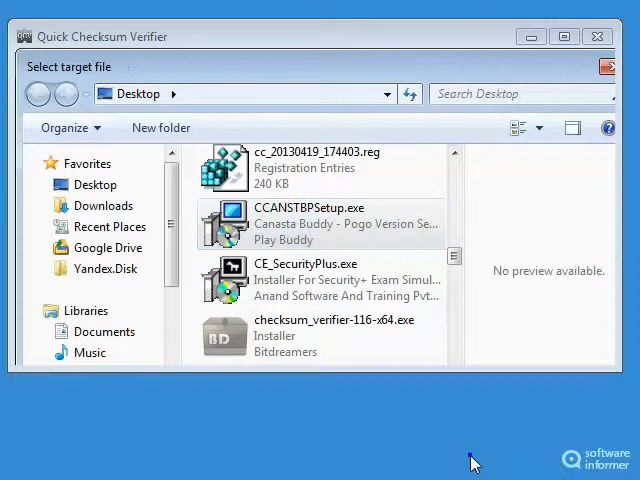 Quick Checksum Verifier
Select target file
Desktop
Search Desktop
Organize
New folder
Favorites
Desktop
Downloads
Recent Places
Google Drive
Yandex.Disk
Libraries
Documents
Music
cc_20130419_174403.reg
Registration Entries
240 KB
CCANSTBPSetup.exe
Canasta Buddy - Pogo Version Se...
Play Buddy
CE_SecurityPlus.exe
Installer For Security+ Exam Simul...
Anand Software And Training Pvt...
BD
checksum_verifier-116-x64.exe
Installer
Bitdreamers
No preview available.
software
informer